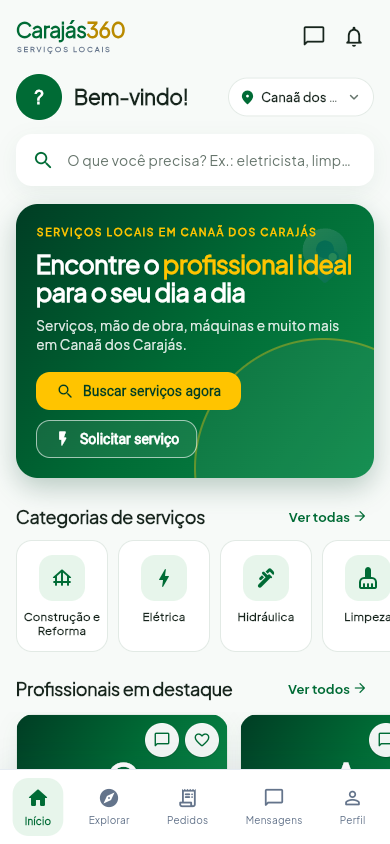 Carajás360
SERVIÇOS LOCAIS
?
Bem-vindo!
Canaã dos ...
O que você precisa? Ex.: eletricista, limp...
SERVIÇOS LOCAIS EM CANAÃ DOS CARAJÁS
Encontre o profissional ideal
para o seu dia a dia
Serviços, mão de obra, máquinas e muito mais
em Canaã dos Carajás.
Buscar serviços agora
Solicitar serviço
Categorias de serviços
Ver todas
Construção e
Reforma
Elétrica
Hidráulica
Limpeza
Profissionais em destaque
Ver todos
Início
Explorar
Pedidos
Mensagens
Perfil